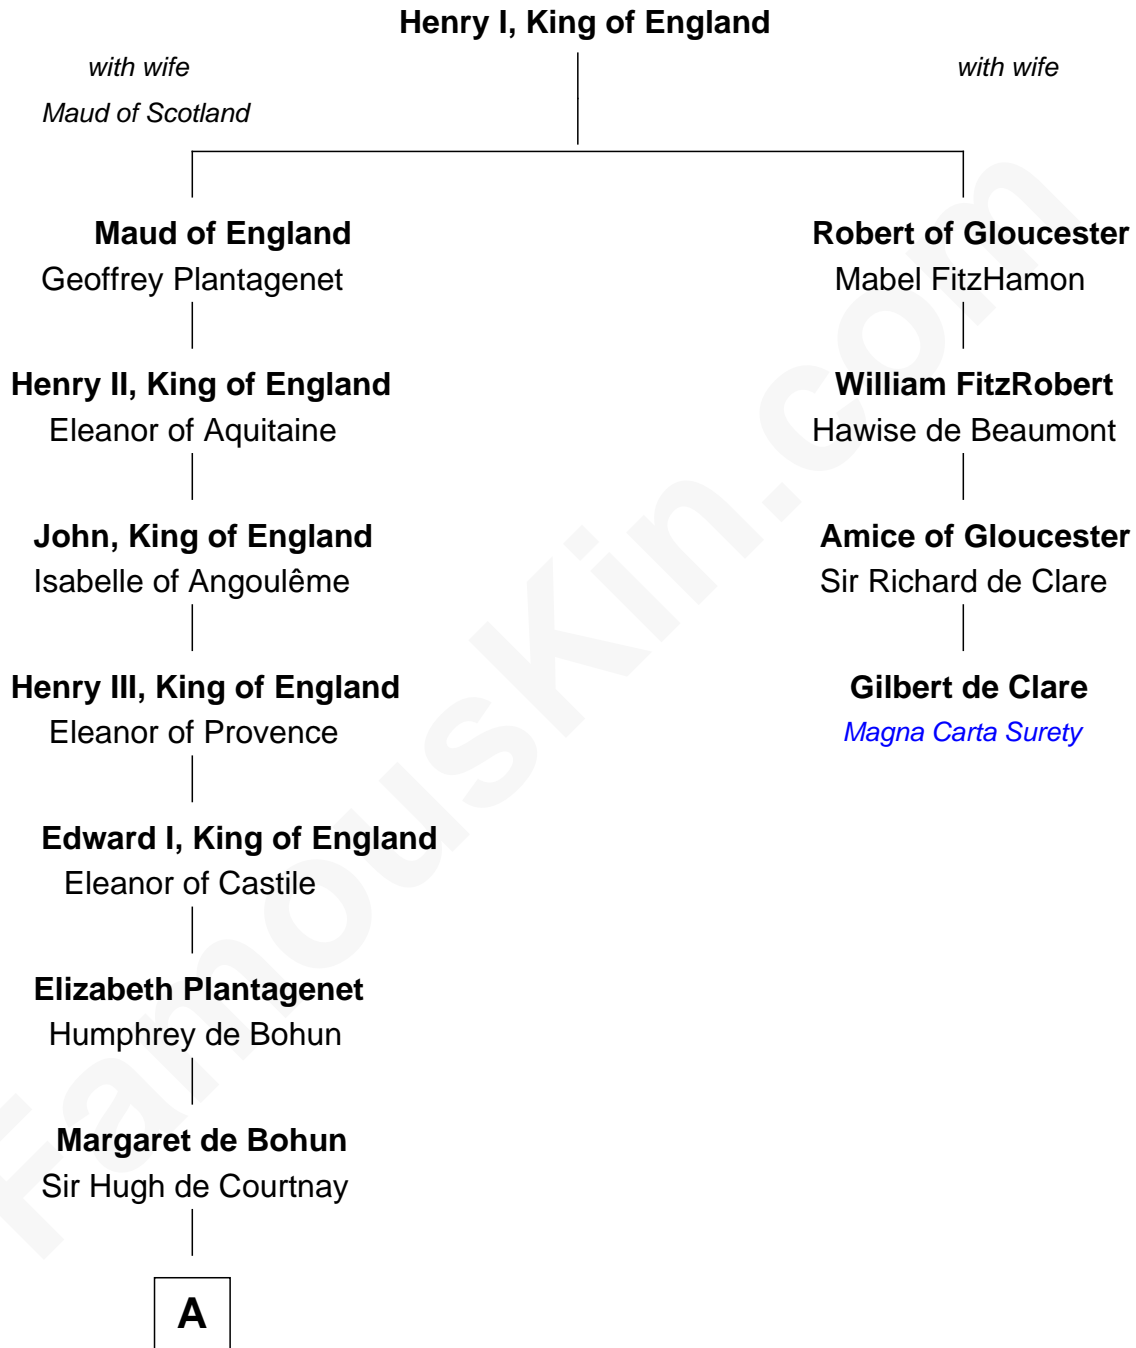 Henry I, King of England
with wife
Maud of Scotland
with wife
Maud of England
Geoffrey Plantagenet
Robert of Gloucester
Mabel FitzHamon
Henry II, King of England
Eleanor of Aquitaine
William FitzRobert
Hawise de Beaumont
John, King of England
Isabelle of Angoulême
Amice of Gloucester
Sir Richard de Clare
Henry III, King of England
Eleanor of Provence
Gilbert de Clare
Magna Carta Surety
Edward I, King of England
Eleanor of Castile
Elizabeth Plantagenet
Humphrey de Bohun
Margaret de Bohun
Sir Hugh de Courtnay
A
FamousKin.com